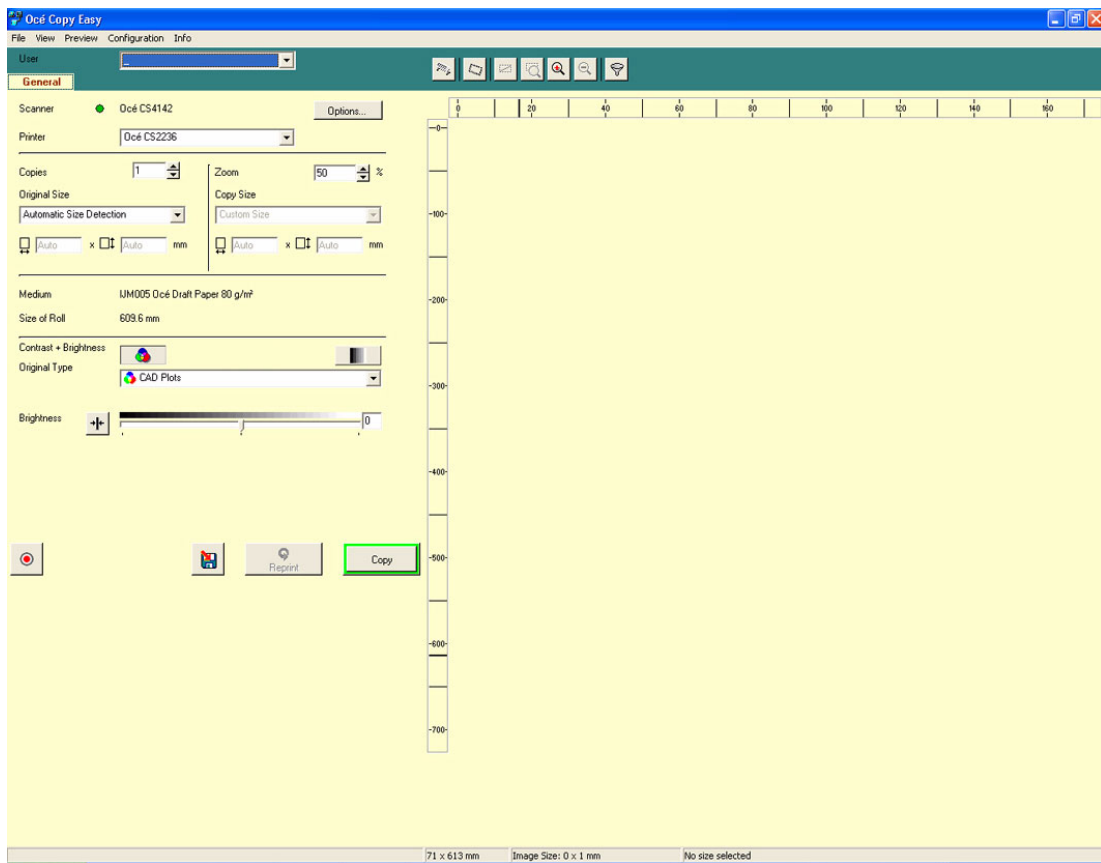 Océ Copy Easy
File View Preview Configuration Info
User _
General
Scanner Océ CS4142 Options...
Printer Océ CS2236
Copies 1 Zoom 50 %
Original Size Copy Size
Automatic Size Detection Custom Size
Auto x Auto mm Auto x Auto mm
Medium IJM005 Océ Draft Paper 80 g/m²
Size of Roll 609.6 mm
Contrast + Brightness
Original Type
CAD Plots
Brightness 0
Reprint Copy
0 20 40 60 80 100 120 140 160
-0-
-100-
-200-
-300-
-400-
-500-
-600-
-700-
71 x 613 mm Image Size: 0 x 1 mm No size selected